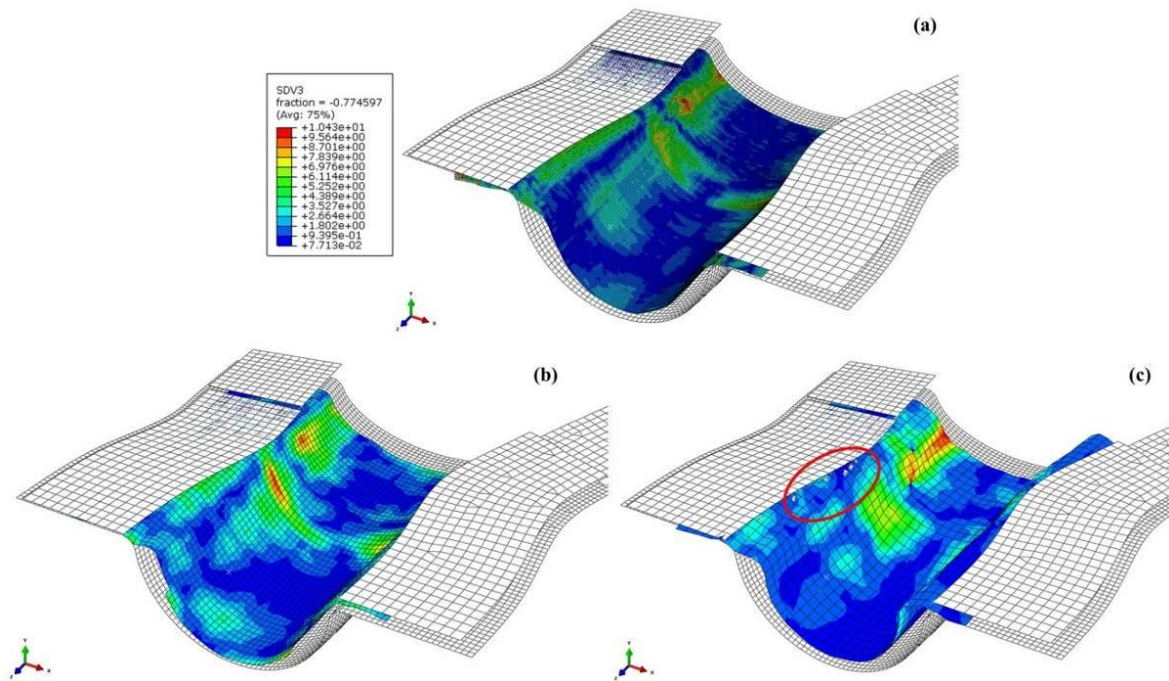 (a)
SDV3
fraction = -0.774597
(Avg: 75%)
+1.043e+01
+9.564e+00
+8.701e+00
+7.839e+00
+6.976e+00
+6.114e+00
+5.252e+00
+4.389e+00
+3.527e+00
+2.664e+00
+1.802e+00
+9.395e-01
+7.713e-02
Y
X
Z
(b)
(c)
Y
X
Z
Y
X
Z